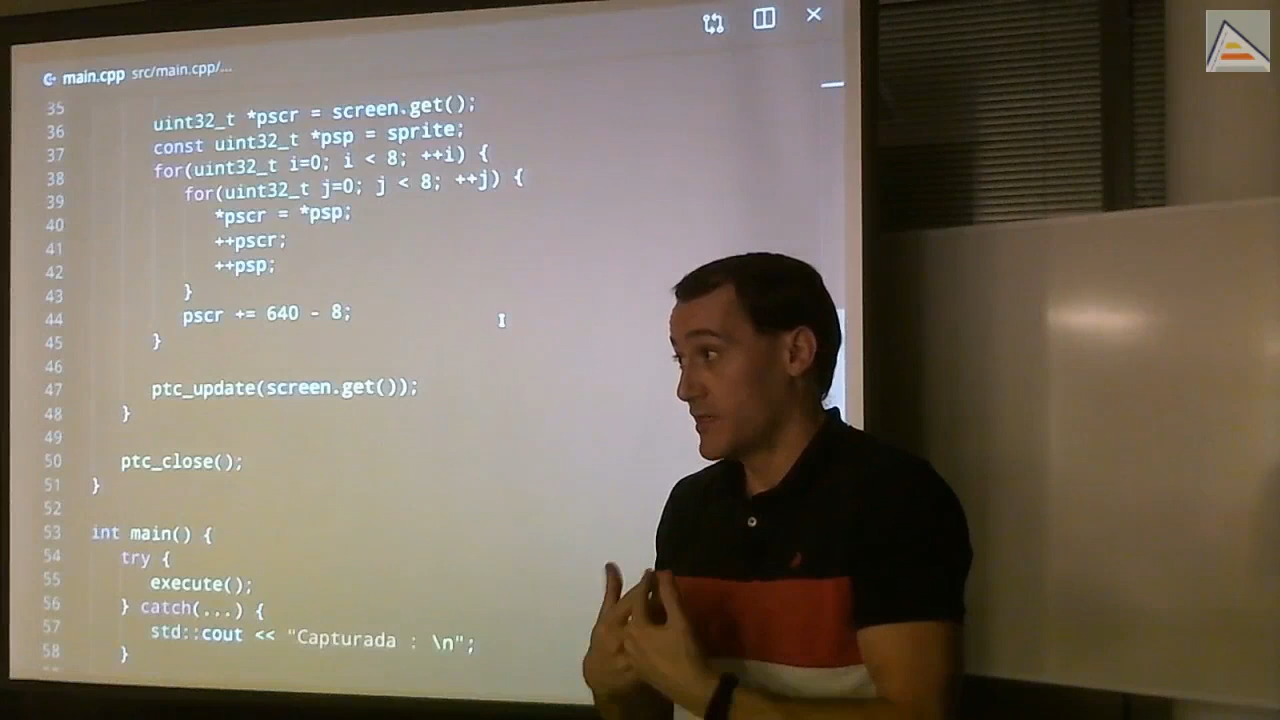 main.cpp src/main.cpp/...
35
36 uint32_t *pscr = screen.get();
37 const uint32_t *psp = sprite;
38 for(uint32_t i=0; i < 8; ++i) {
39 for(uint32_t j=0; j < 8; ++j) {
40 *pscr = *psp;
41 ++pscr;
42 ++psp;
43 }
44 pscr += 640 - 8;
45 }
46
47 ptc_update(screen.get());
48 }
49
50 ptc_close();
51 }
52
53 int main() {
54 try {
55 execute();
56 } catch(...) {
57 std::cout << "Capturada : \n";
58 }